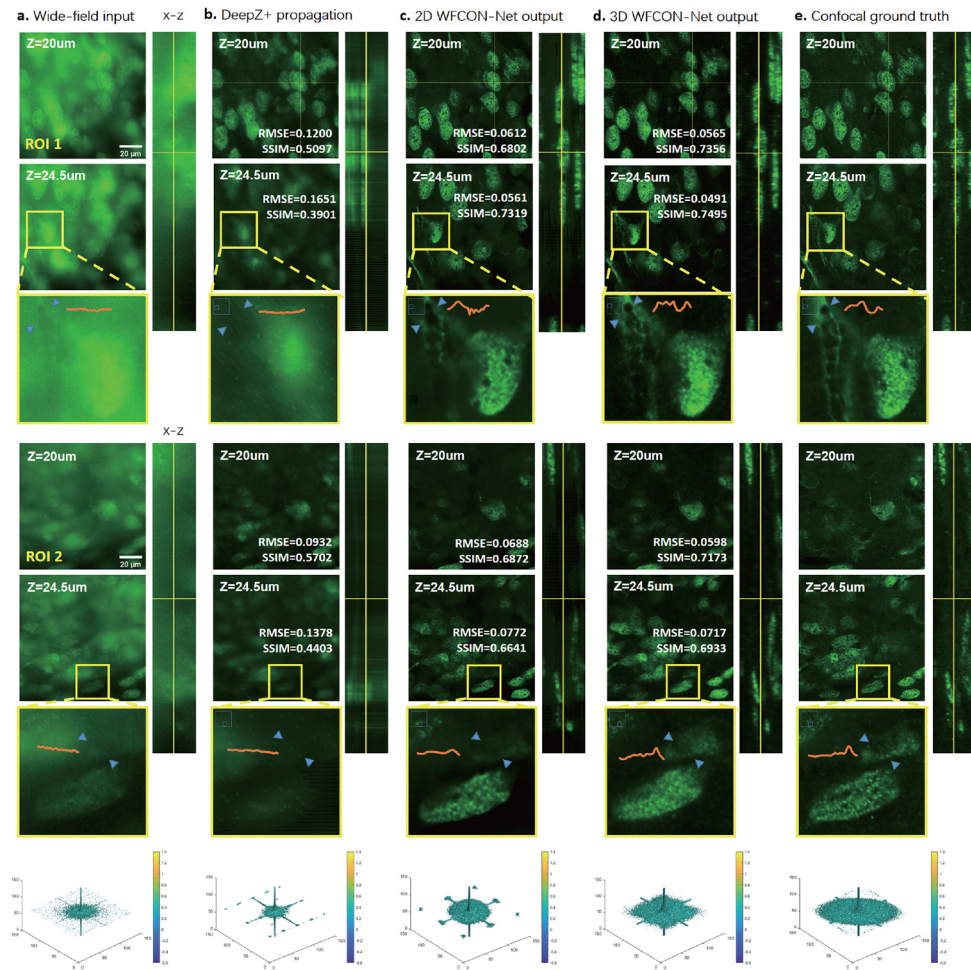 a. Wide-field input
x-z
b. DeepZ+ propagation
c. 2D WFCON-Net output
d. 3D WFCON-Net output
e. Confocal ground truth
Z=20um
Z=20um
Z=20um
Z=20um
Z=20um
ROI 1
20 μm
RMSE=0.1200
SSIM=0.5097
RMSE=0.0612
SSIM=0.6802
RMSE=0.0565
SSIM=0.7356
Z=24.5um
Z=24.5um
Z=24.5um
Z=24.5um
Z=24.5um
RMSE=0.1651
SSIM=0.3901
RMSE=0.0561
SSIM=0.7319
RMSE=0.0491
SSIM=0.7495
x-z
Z=20um
Z=20um
Z=20um
Z=20um
Z=20um
ROI 2
20 μm
RMSE=0.0932
SSIM=0.5702
RMSE=0.0688
SSIM=0.6872
RMSE=0.0598
SSIM=0.7173
Z=24.5um
Z=24.5um
Z=24.5um
Z=24.5um
Z=24.5um
RMSE=0.1378
SSIM=0.4403
RMSE=0.0772
SSIM=0.6641
RMSE=0.0717
SSIM=0.6933